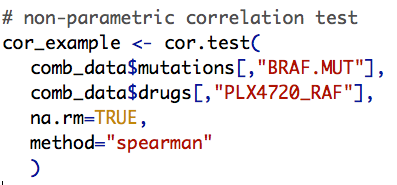 # non-parametric correlation test
cor_example <- cor.test(
comb_data$mutations[,"BRAF.MUT"],
comb_data$drugs[,"PLX4720_RAF"],
na.rm=TRUE,
method="spearman"
)